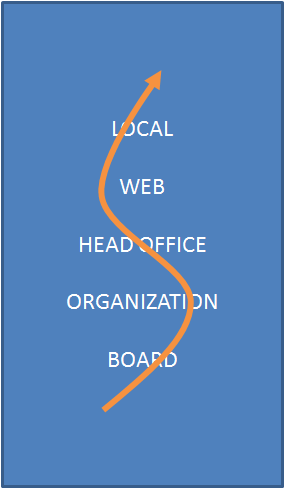 LOCAL
WEB
HEAD OFFICE
ORGANIZATION
BOARD